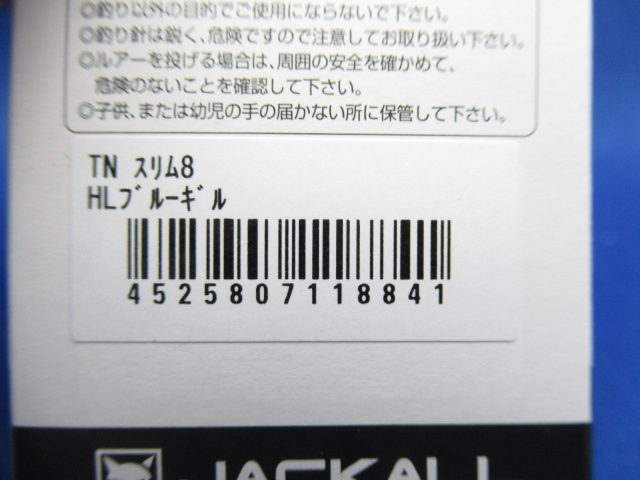 ◎釣り以外の目的でご使用にならないで下さい。
◎釣り針は鋭く、危険ですので注意してお取り扱い下さい。
◎ルアーを投げる場合は、周囲の安全を確かめて、
危険のないことを確認して下さい。
◎子供、または幼児の手の届かない所に保管して下さい。
TN ｽﾘﾑ8
HLﾌﾞﾙｰｷﾞﾙ
4525807118841
JACKALL